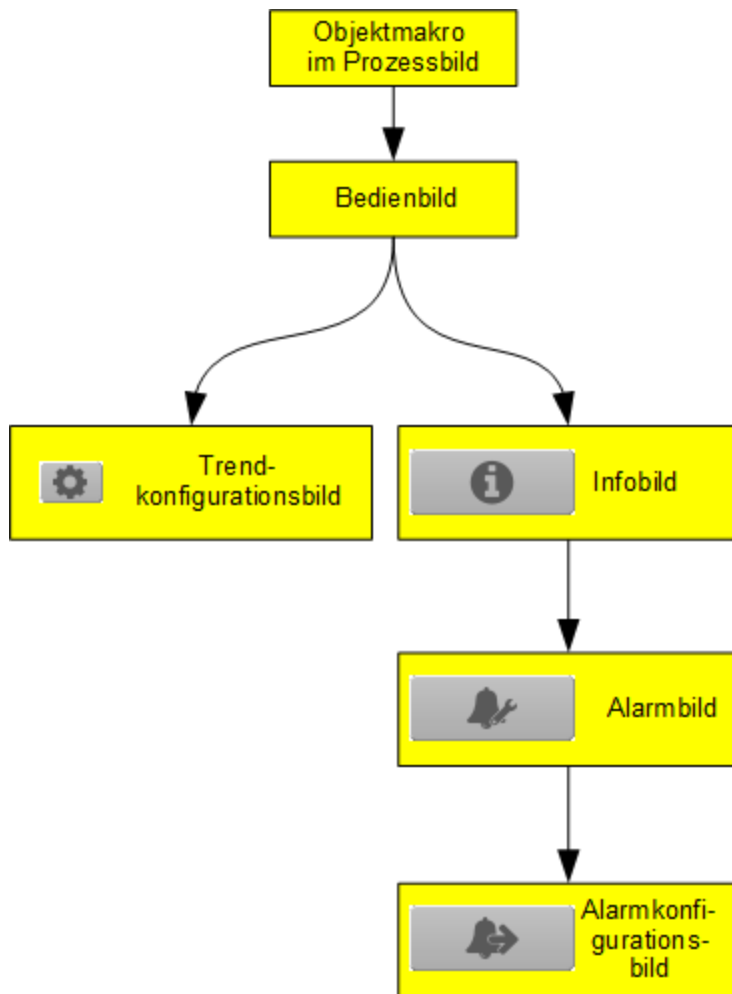 Objektmakro
im Prozessbild
Bedienbild
Trend-
konfigurationsbild
Infobild
Alarmbild
Alarmkonfi-
gurations-
bild